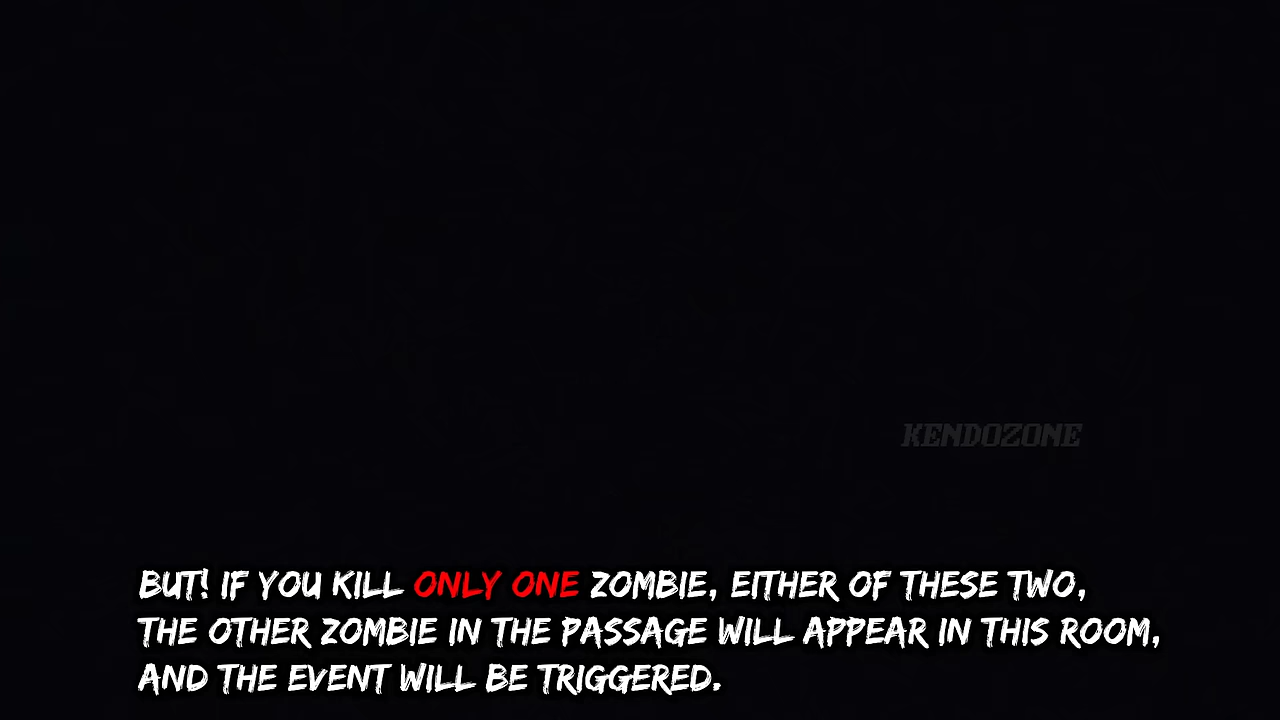 KENDOZONE
BUT! IF YOU KILL ONLY ONE ZOMBIE, EITHER OF THESE TWO,
THE OTHER ZOMBIE IN THE PASSAGE WILL APPEAR IN THIS ROOM,
AND THE EVENT WILL BE TRIGGERED.